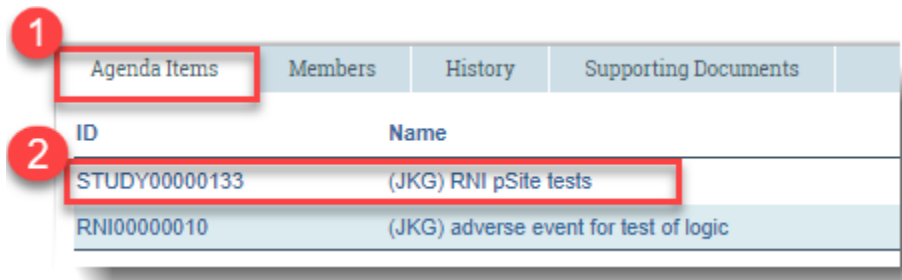 1
Agenda Items Members History Supporting Documents
ID Name
2
STUDY00000133 (JKG) RNI pSite tests
RNI00000010 (JKG) adverse event for test of logic